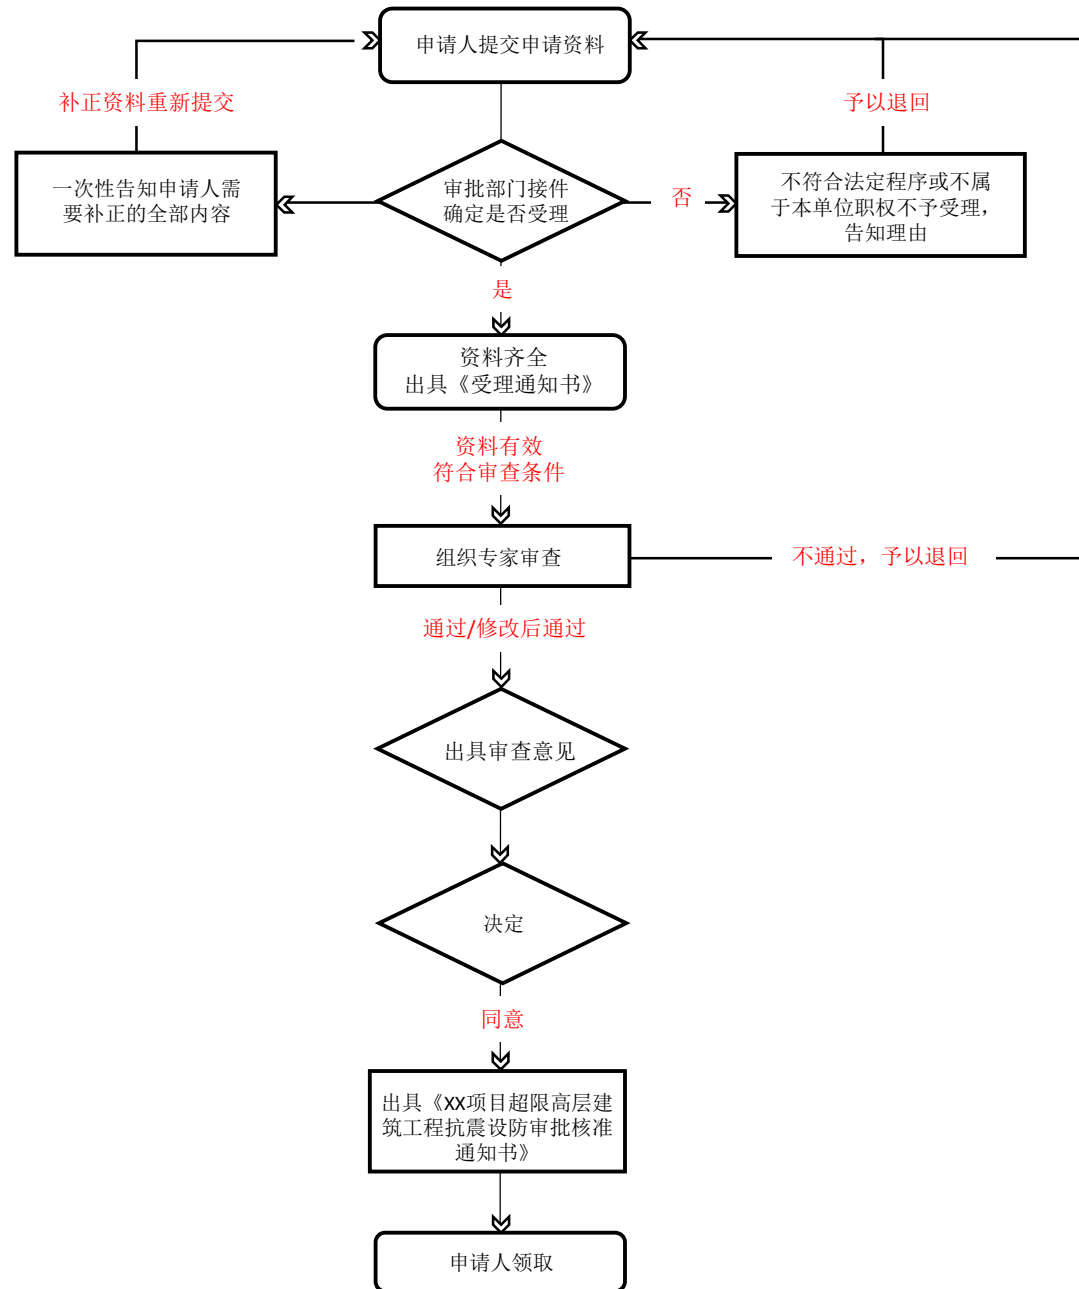 申请人提交申请资料
补正资料重新提交
予以退回
一次性告知申请人需
要补正的全部内容
审批部门接件
确定是否受理
否
不符合法定程序或不属
于本单位职权不予受理，
告知理由
是
资料齐全
出具《受理通知书》
资料有效
符合审查条件
组织专家审查
不通过，予以退回
通过/修改后通过
出具审查意见
决定
同意
出具《XX项目超限高层建
筑工程抗震设防审批核准
通知书》
申请人领取